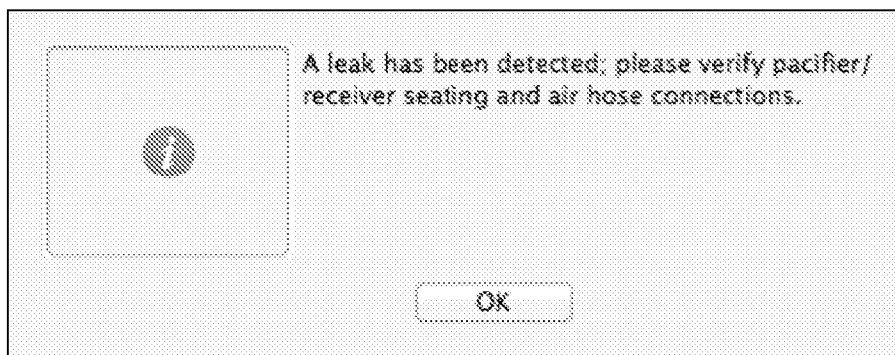 A leak has been detected; please verify pacifier/
receiver seating and air hose connections.
i
OK